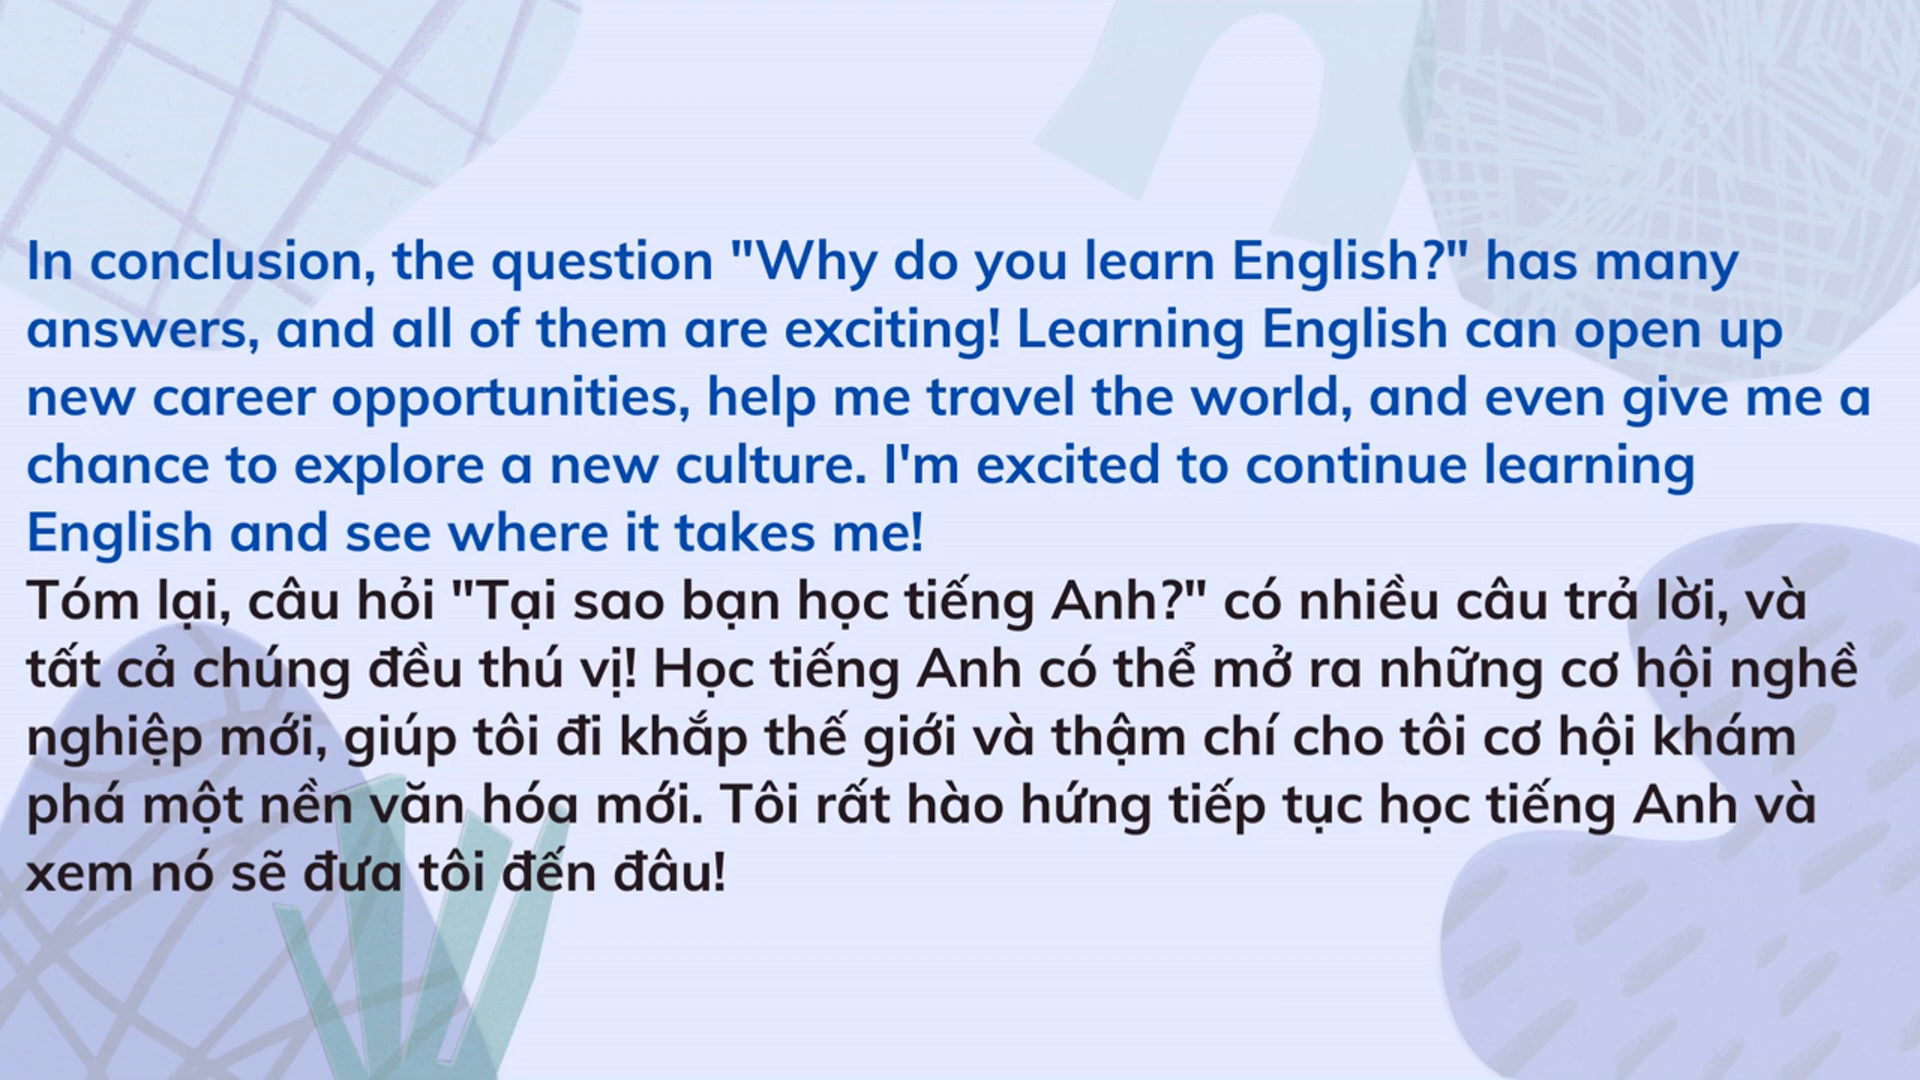 In conclusion, the question "Why do you learn English?" has many
answers, and all of them are exciting! Learning English can open up
new career opportunities, help me travel the world, and even give me a
chance to explore a new culture. I'm excited to continue learning
English and see where it takes me!
Tóm lại, câu hỏi "Tại sao bạn học tiếng Anh?" có nhiều câu trả lời, và
tất cả chúng đều thú vị! Học tiếng Anh có thể mở ra những cơ hội nghề
nghiệp mới, giúp tôi đi khắp thế giới và thậm chí cho tôi cơ hội khám
phá một nền văn hóa mới. Tôi rất hào hứng tiếp tục học tiếng Anh và
xem nó sẽ đưa tôi đến đâu!